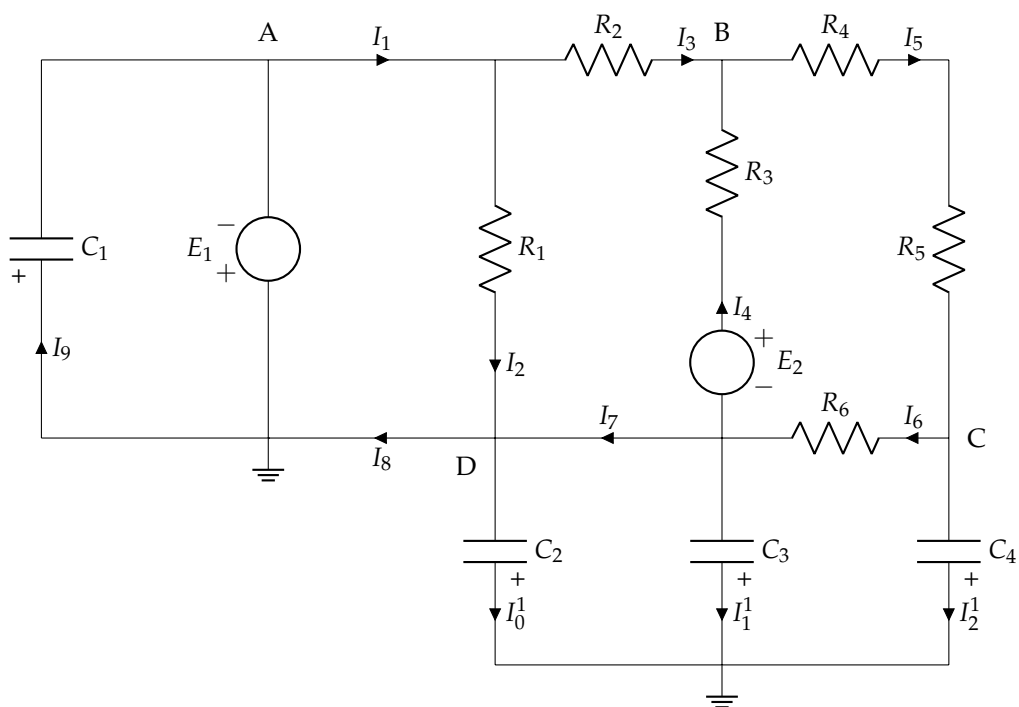 A
I₁
R₂
I₃
B
R₄
I₅
C₁
+
−
E₁
+
R₁
R₃
R₅
I₉
I₂
I₄
+
E₂
−
R₆
I₆
C
I₇
I₈
D
C₂
+
C₃
+
C₄
+
I₀¹
I₁¹
I₂¹